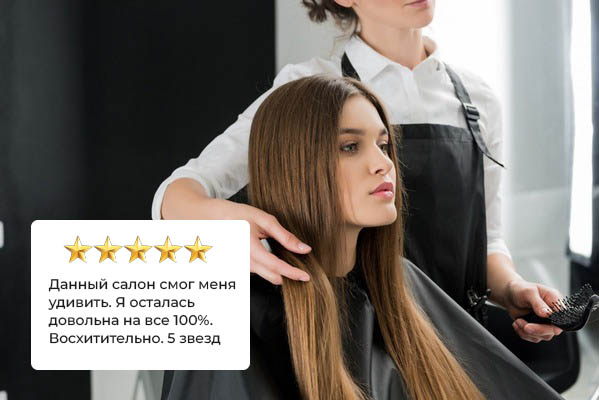 Данный салон смог меня
удивить. Я осталась
довольна на все 100%.
Восхитительно. 5 звезд